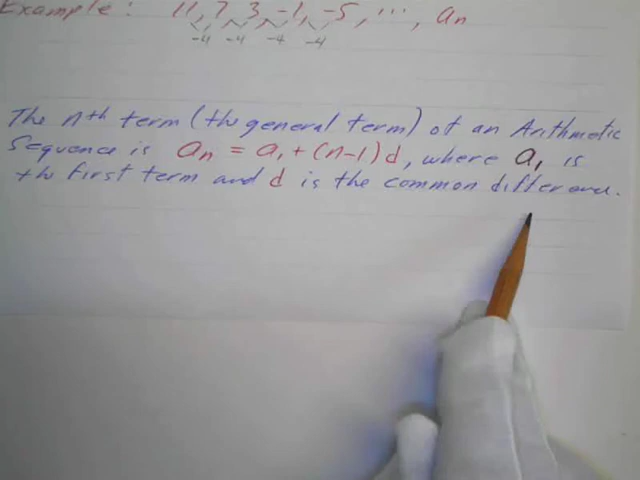 Example: 11, 7, 3, -1, -5, ..., an
-4 -4 -4 -4
The nth term (the general term) of an Arithmetic
Sequence is an = a1 + (n-1)d, where a1 is
the first term and d is the common difference.